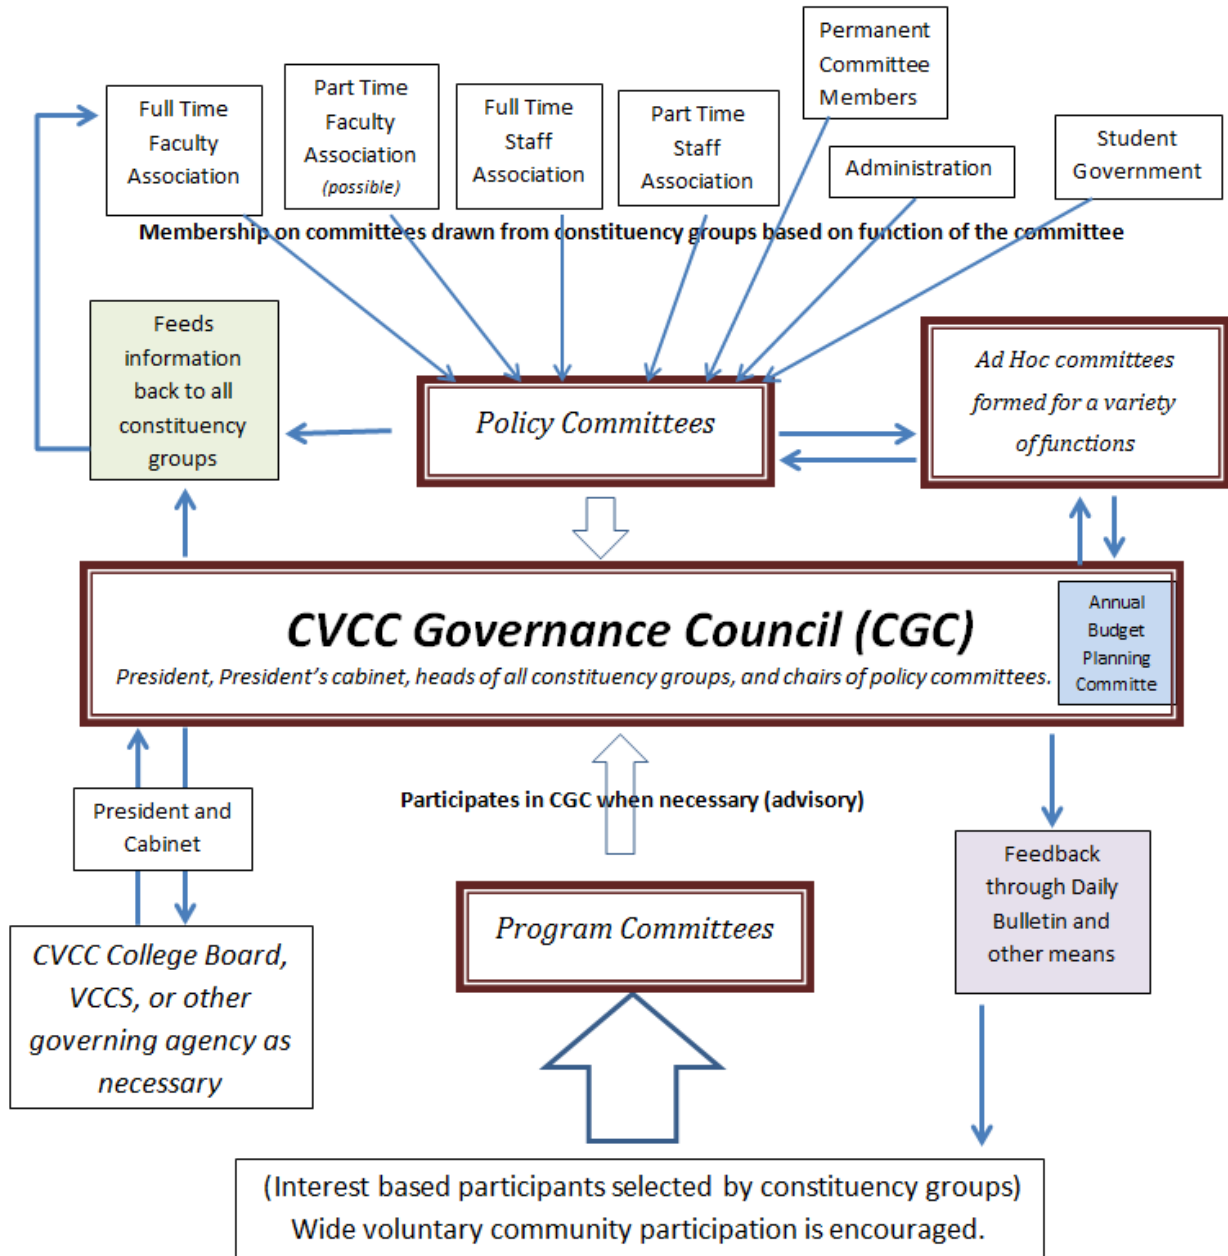 Full Time
Faculty
Association
Part Time
Faculty
Association
(possible)
Full Time
Staff
Association
Part Time
Staff
Association
Permanent
Committee
Members
Administration
Student
Government
Membership on committees drawn from constituency groups based on function of the committee
Feeds
information
back to all
constituency
groups
Policy Committees
Ad Hoc committees
formed for a variety
of functions
CVCC Governance Council (CGC)
President, President's cabinet, heads of all constituency groups, and chairs of policy committees.
Annual
Budget
Planning
Committe
President and
Cabinet
Participates in CGC when necessary (advisory)
CVCC College Board,
VCCS, or other
governing agency as
necessary
Program Committees
Feedback
through Daily
Bulletin and
other means
(Interest based participants selected by constituency groups)
Wide voluntary community participation is encouraged.